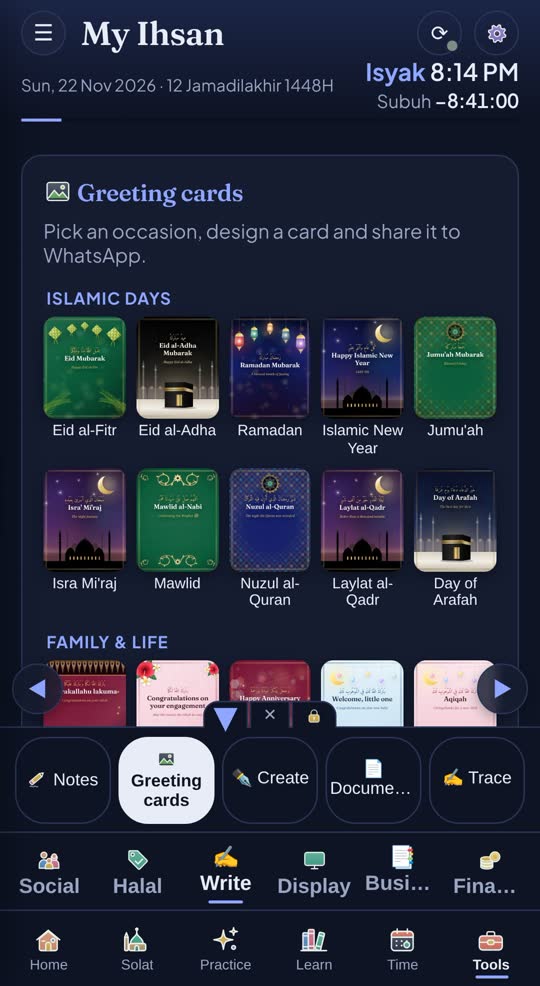 My Ihsan
Isyak 8:14 PM
Sun, 22 Nov 2026 · 12 Jamadilakhir 1448H
Subuh −8:41:00
Greeting cards
Pick an occasion, design a card and share it to
WhatsApp.
ISLAMIC DAYS
Eid Mubarak
Eid al-Adha
Mubarak
Ramadan Mubarak
Happy Islamic New
Year
Jumu'ah Mubarak
Eid al-Fitr
Eid al-Adha
Ramadan
Islamic New
Year
Jumu'ah
Isra' Mi'raj
Mawlid al-Nabi
Nuzul al-Quran
Laylat al-Qadr
Day of Arafah
Isra Mi'raj
Mawlid
Nuzul al-
Quran
Laylat al-
Qadr
Day of
Arafah
FAMILY & LIFE
Congratulations on
your engagement
Happy Anniversary
Welcome, little one
Aqiqah
Notes
Greeting
cards
Create
Docume...
Trace
Social
Halal
Write
Display
Busi...
Fina...
Home
Solat
Practice
Learn
Time
Tools